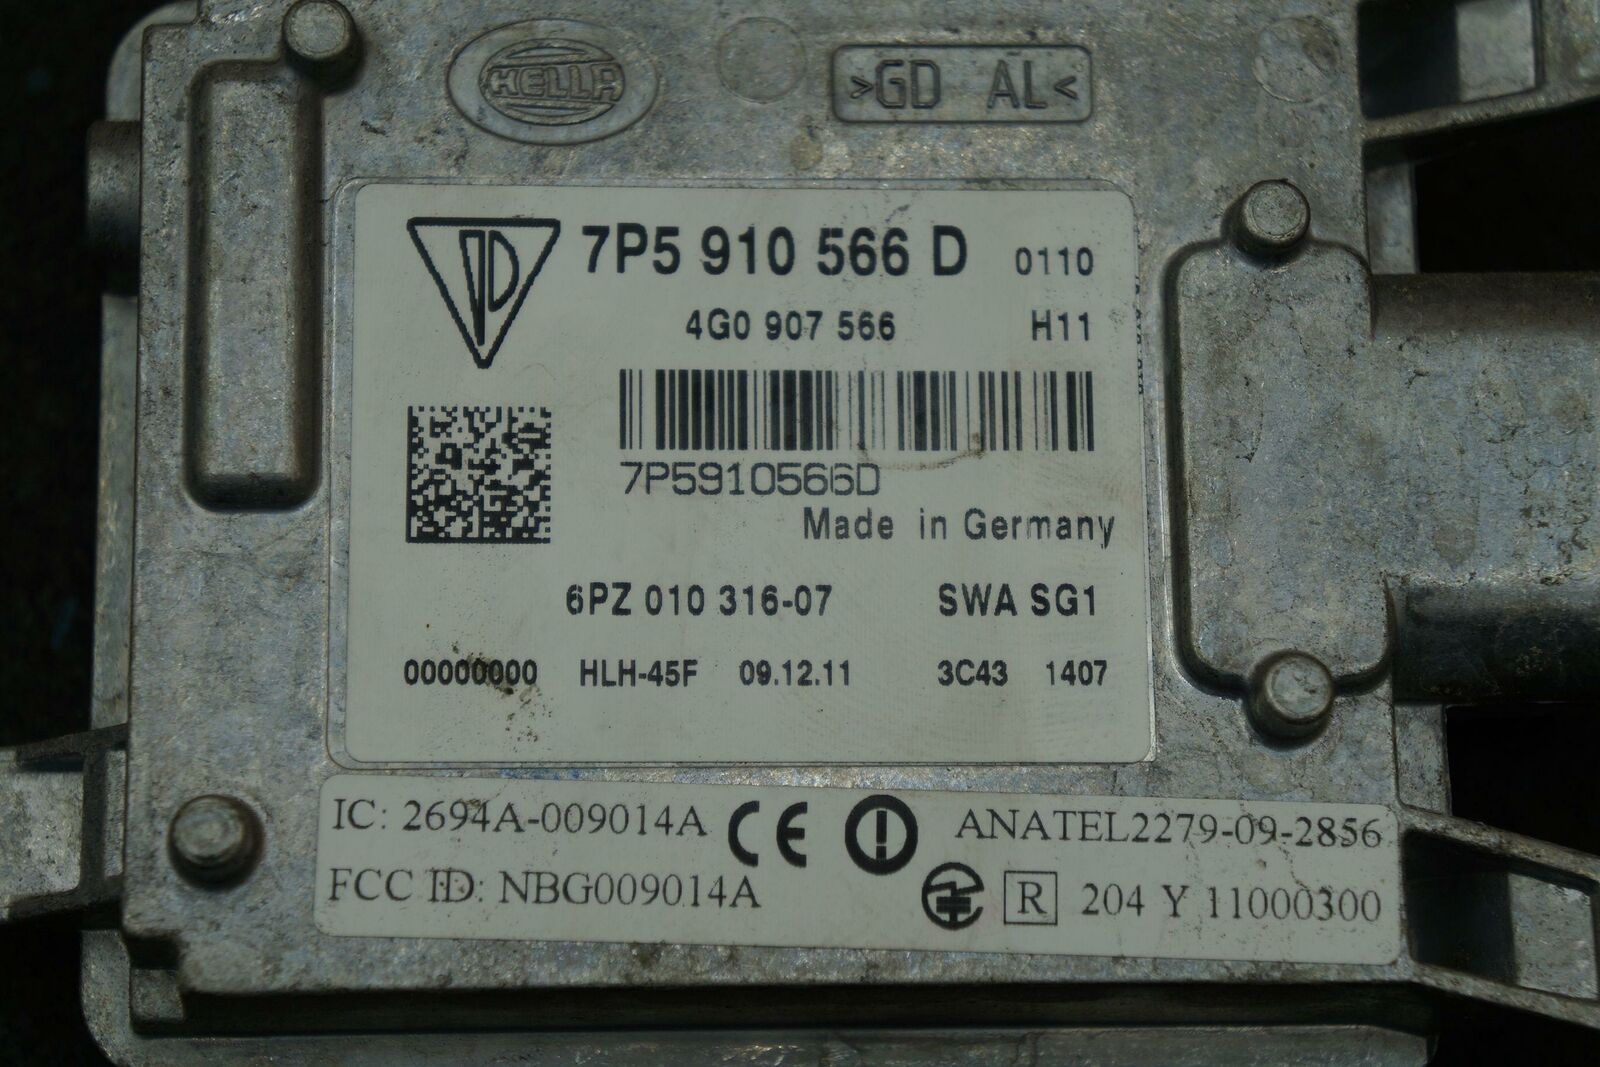 HELLA
>GD AL<
7P5 910 566 D 0110
4G0 907 566 H11
7P5910566D
Made in Germany
6PZ 010 316-07 SWA SG1
00000000 HLH-45F 09.12.11 3C43 1407
IC: 2694A-009014A CE ANATEL2279-09-2856
FCC ID: NBG009014A R 204 Y 11000300